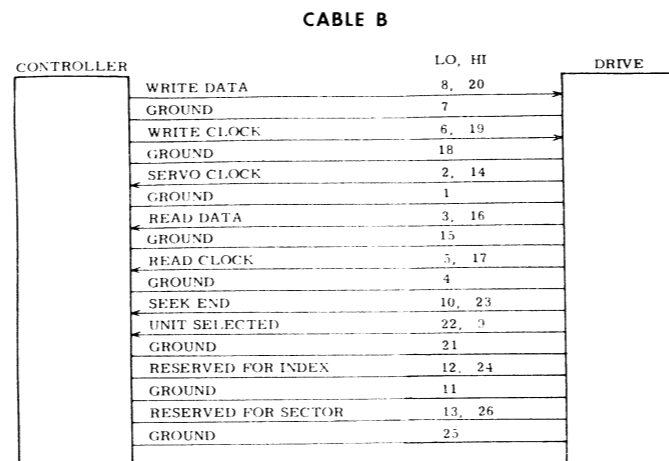 CABLE B
CONTROLLER LO, HI DRIVE
WRITE DATA 8, 20
GROUND 7
WRITE CLOCK 6, 19
GROUND 18
SERVO CLOCK 2, 14
GROUND 1
READ DATA 3, 16
GROUND 15
READ CLOCK 5, 17
GROUND 4
SEEK END 10, 23
UNIT SELECTED 22, 9
GROUND 21
RESERVED FOR INDEX 12, 24
GROUND 11
RESERVED FOR SECTOR 13, 26
GROUND 25